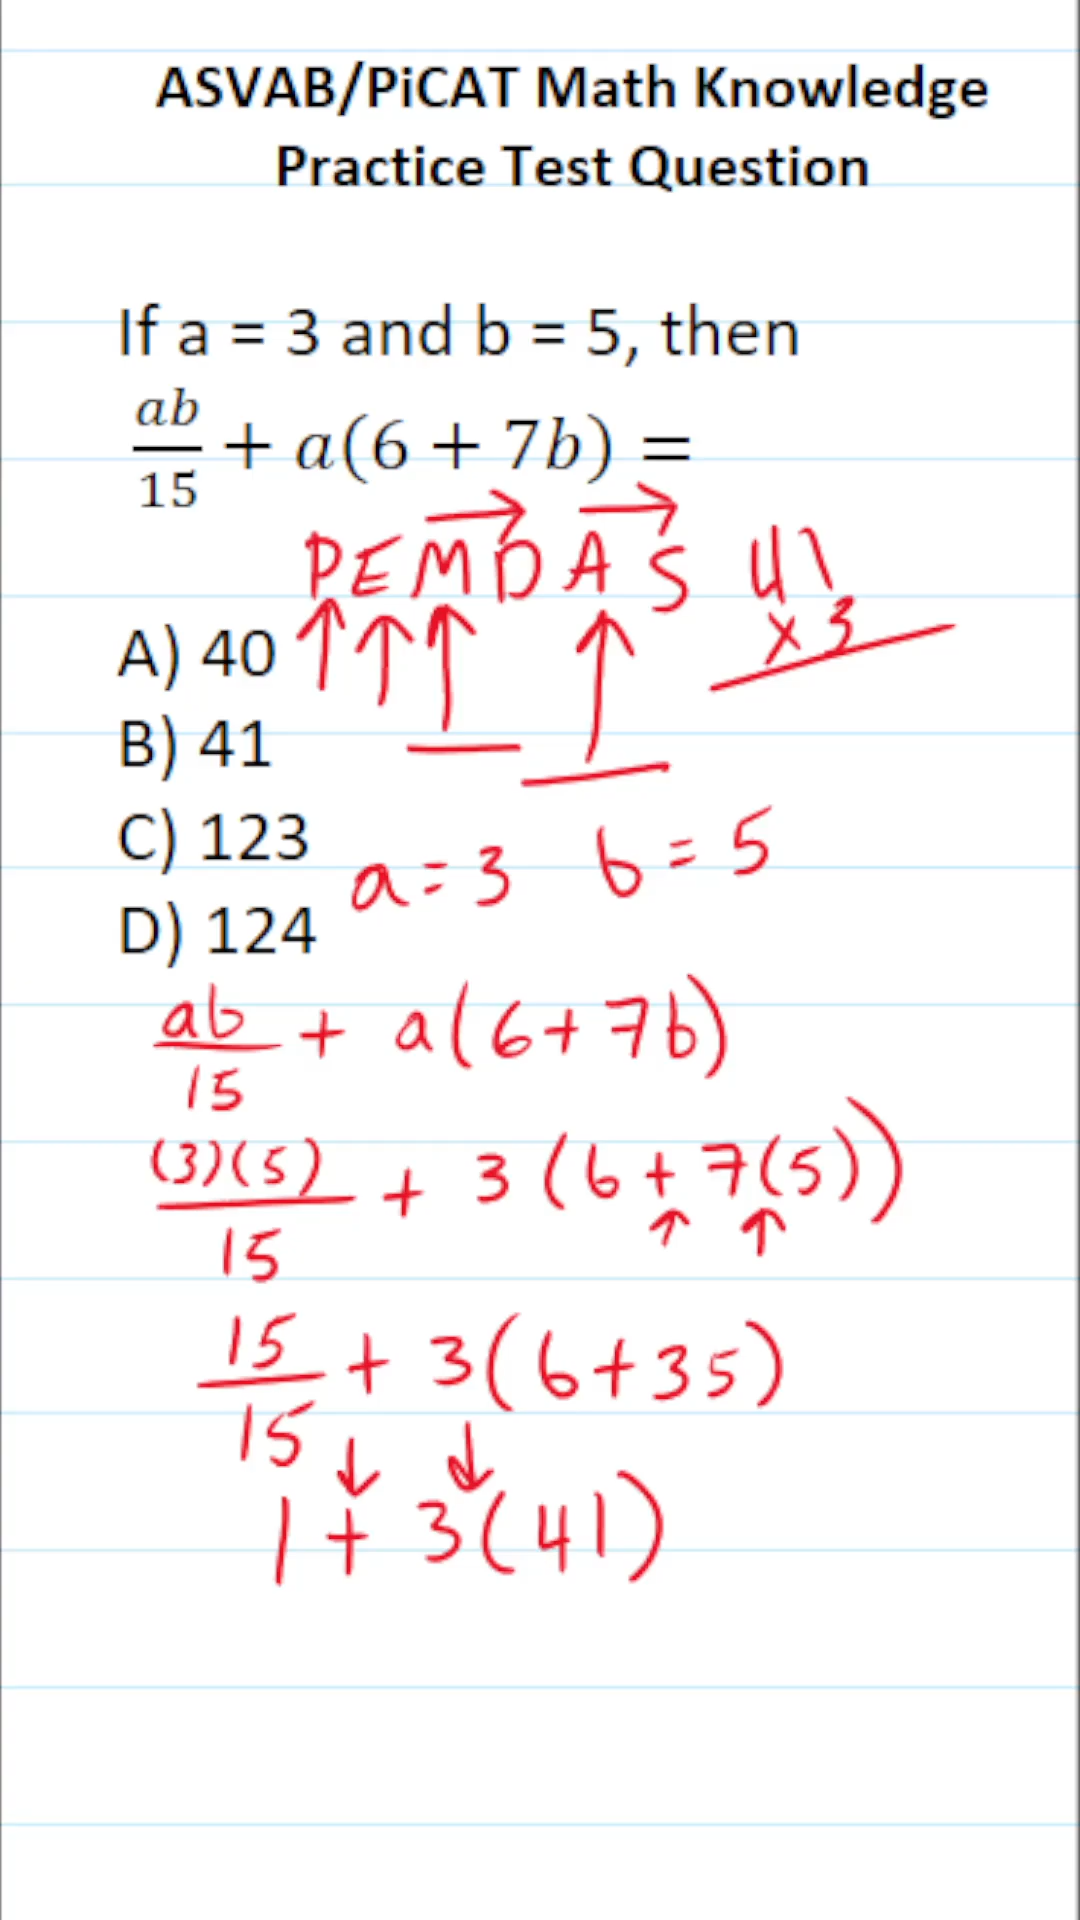 ASVAB/PiCAT Math Knowledge
Practice Test Question
If a = 3 and b = 5, then
ab/15 + a(6 + 7b) =
PEMDAS
41
×3
A) 40
B) 41
C) 123
D) 124
a=3 b=5
ab/15 + a(6+7b)
(3)(5)/15 + 3(6+7(5))
15/15 + 3(6+35)
1+3(41)